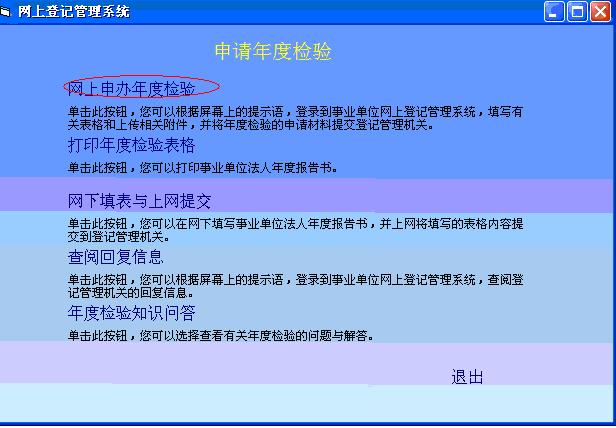 网上登记管理系统
申请年度检验
网上申办年度检验
单击此按钮，您可以根据屏幕上的提示语，登录到事业单位网上登记管理系统，填写有
关表格和上传相关附件，并将年度检验的申请材料提交登记管理机关。
打印年度检验表格
单击此按钮，您可以打印事业单位法人年度报告书。
网下填表与上网提交
单击此按钮，您可以在网下填写事业单位法人年度报告书，并上网将填写的表格内容提
交到登记管理机关。
查阅回复信息
单击此按钮，您可以根据屏幕上的提示语，登录到事业单位网上登记管理系统，查阅登
记管理机关的回复信息。
年度检验知识问答
单击此按钮，您可以选择查看有关年度检验的问题与解答。
退出